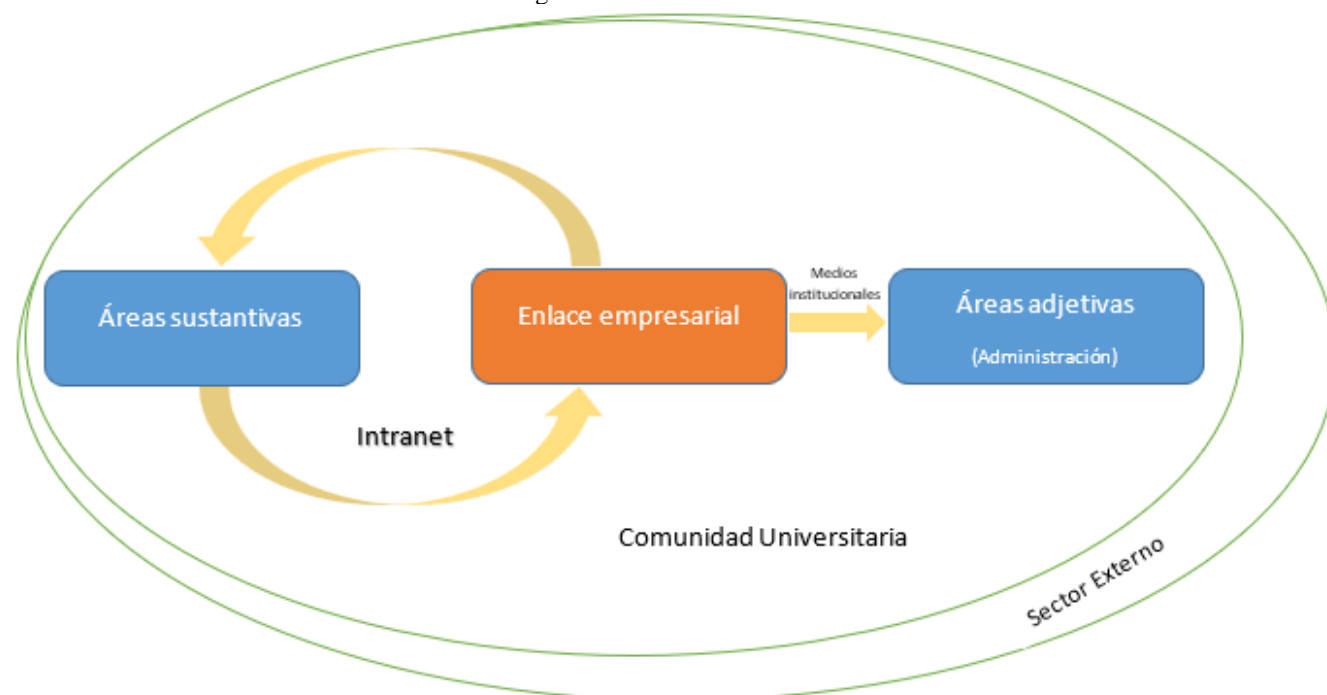 Medios
institucionales
Áreas sustantivas
Enlace empresarial
Áreas adjetivas
(Administración)
Intranet
Comunidad Universitaria
Sector Externo